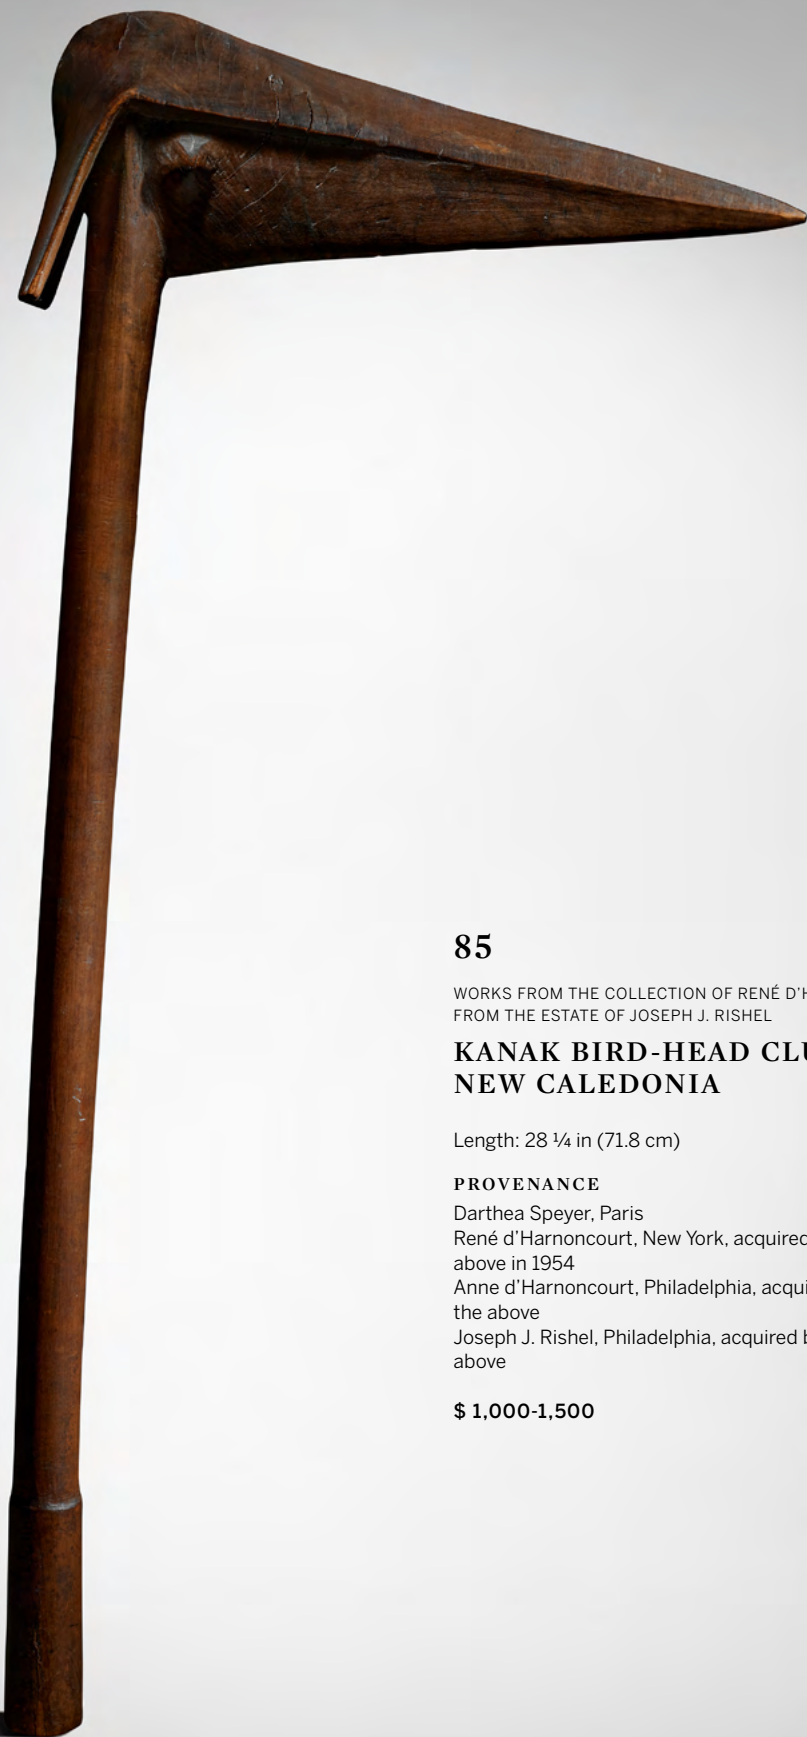 85
WORKS FROM THE COLLECTION OF RENÉ
FROM THE ESTATE OF JOSEPH J. RISHEL
KANAK BIRD-HEAD
NEW CALEDONIA
Length: 28 ¼ in (71.8 cm)
PROVENANCE
Darthea Speyer, Paris
René d’Harnoncourt, New York, acquired
above in 1954
Anne d’Harnoncourt, Philadelphia,
the above
Joseph J. Rishel, Philadelphia, acquired
above
$ 1,000-1,500